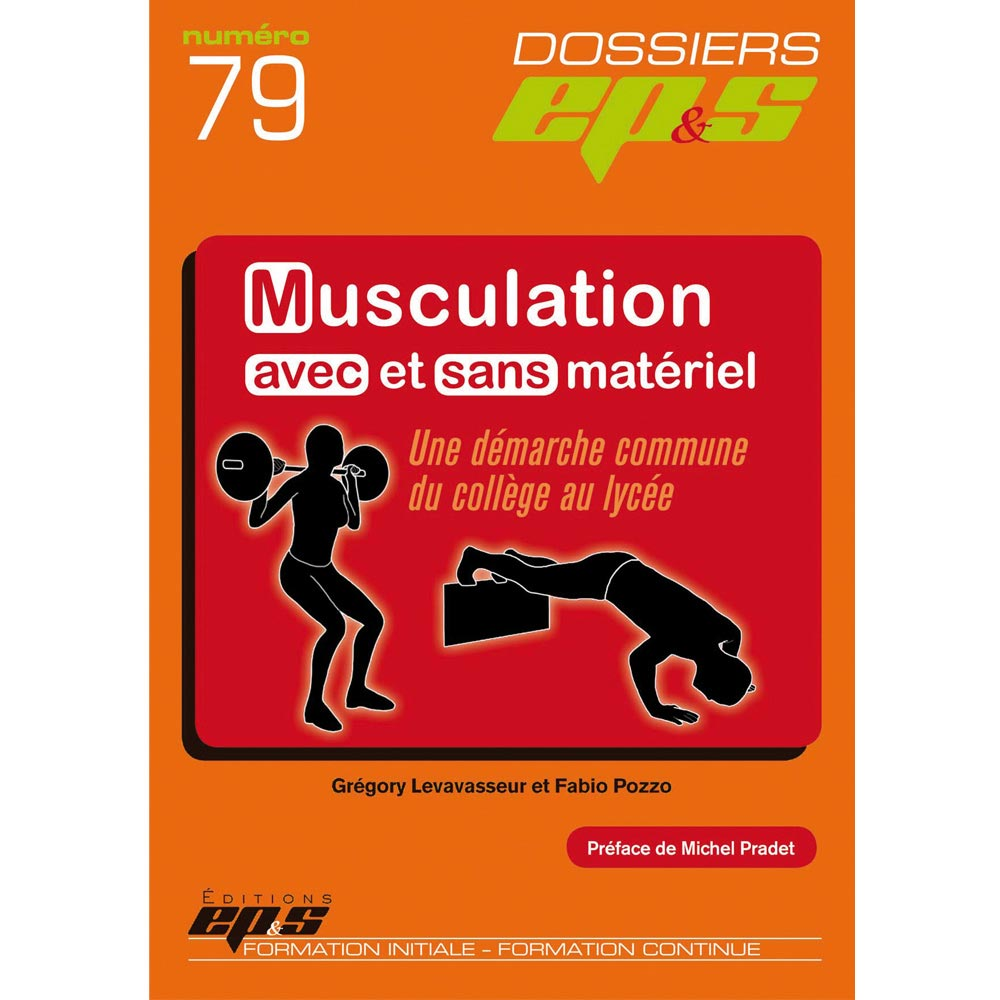 numéro
79
DOSSIERS
ep&s
Musculation
avec et sans matériel
Une démarche commune
du collège au lycée
Grégory Levavasseur et Fabio Pozzo
Préface de Michel Pradet
ÉDITIONS
ep&s
FORMATION INITIALE – FORMATION CONTINUE